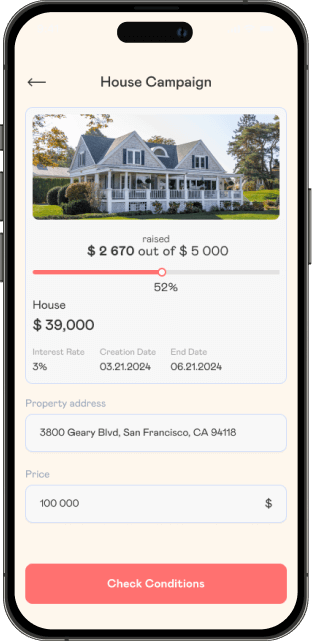 House Campaign
raised
$ 2 670 out of $ 5 000
52%
House
$ 39,000
Interest Rate Creation Date End Date
3% 03.21.2024 06.21.2024
Property address
3800 Geary Blvd, San Francisco, CA 94118
Price
100 000 $
Check Conditions